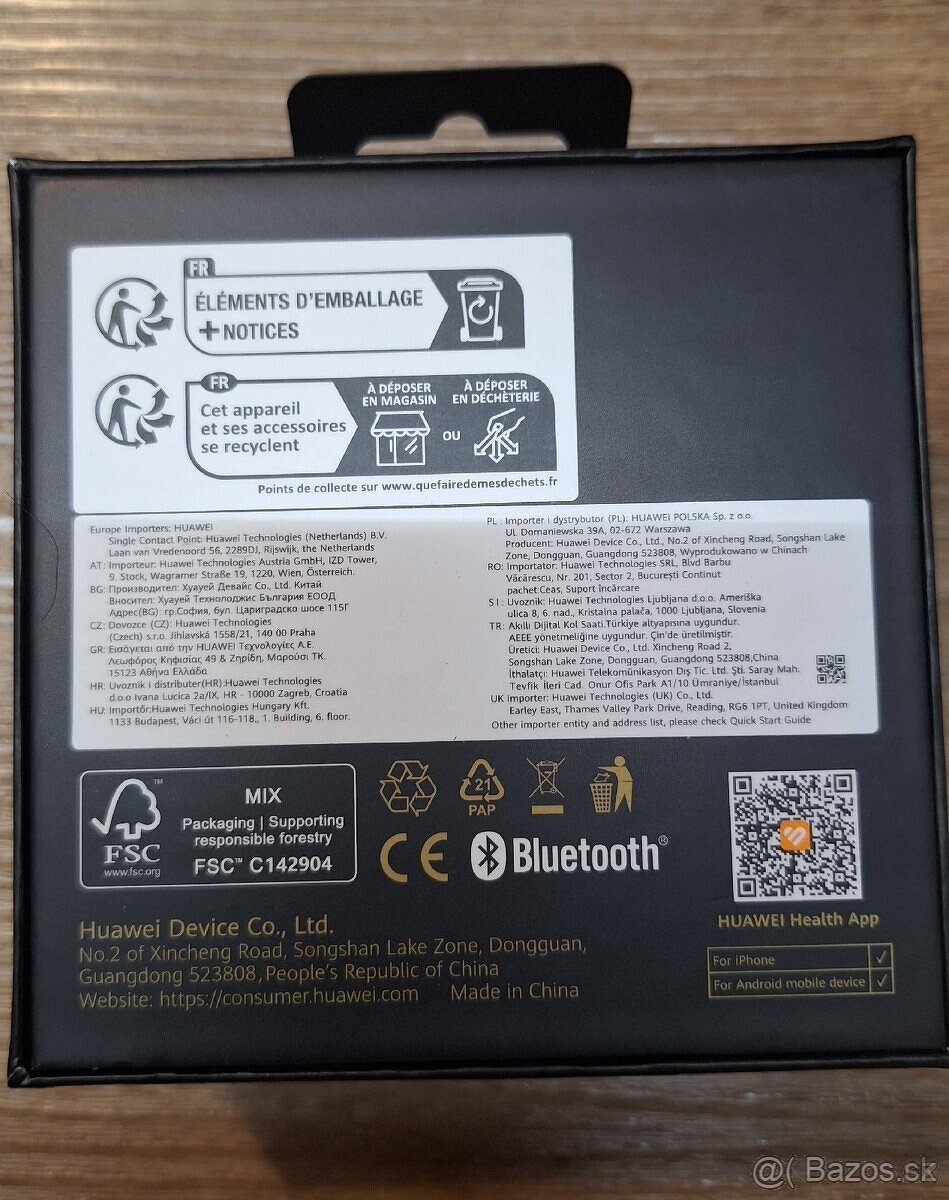 FR
ÉLÉMENTS D'EMBALLAGE
+NOTICES
FR
Cet appareil
et ses accessoires
se recyclent
À DÉPOSER
EN MAGASIN
OU
À DÉPOSER
EN DÉCHÈTERIE
Points de collecte sur www.quefairedemesdechets.fr
Europe Importers: HUAWEI
Single Contact Point: Huawei Technologies (Netherlands) B.V.
Laan van Vredenoord 56, 2289DJ, Rijswijk, the Netherlands
AT: Importeur: Huawei Technologies Austria GmbH, IZD Tower,
9. Stock, Wagramer Straße 19, 1220, Wien, Österreich.
BG: Производител: Хуауей Девайс Co., Ltd. Китай
Вносител: Хуауей Технолоджис България ЕООД
Адрес(BG): гр.София, бул. Цариградско шосе 115Г
CZ: Dovozce (CZ): Huawei Technologies
(Czech) s.r.o. Jihlavská 1558/21, 140 00 Praha
GR: Εισάγεται από την HUAWEI Τεχνολογίες Α.Ε.
Λεωφόρος Κηφισίας 49 & Ζηρίδη, Μαρούσι ΤΚ.
15123 Αθήνα Ελλάδα
HR: Uvoznik i distributer(HR):Huawei Technologies
d.o.o Ivana Lucica 2a/IX, HR - 10000 Zagreb, Croatia
HU: Importőr:Huawei Technologies Hungary Kft.
1133 Budapest, Váci út 116-118., 1. Building, 6. floor.
PL : Importer i dystrybutor (PL): HUAWEI POLSKA Sp. z o.o.
Ul. Domaniewska 39A, 02-672 Warszawa
Producent: Huawei Device Co., Ltd., No.2 of Xincheng Road, Songshan Lake
Zone, Dongguan, Guangdong 523808, Wyprodukowano w Chinach
RO: Importator: Huawei Technologies SRL, Blvd Barbu
Văcărescu, Nr. 201, Sector 2, București Continut
pachet:Ceas, Suport încărcare
SI : Uvoznik: Huawei Technologies Ljubljana d.o.o. Ameriška
ulica 8, 6. nad., Kristalna palača, 1000 Ljubljana, Slovenia
TR: Akıllı Dijital Kol Saati.Türkiye altyapısına uygundur.
AEEE yönetmeliğine uygundur. Çin'de üretilmiştir.
Üretici: Huawei Device Co., Ltd. Xincheng Road 2,
Songshan Lake Zone, Dongguan, Guangdong 523808,China
İthalatçı: Huawei Telekomünikasyon Dış Tic. Ltd. Şti. Saray Mah.
Tevfik İleri Cad. Onur Ofis Park A1/10 Ümraniye/İstanbul
UK Importer: Huawei Technologies (UK) Co., Ltd.
Earley East, Thames Valley Park Drive, Reading, RG6 1PT, United Kingdom
Other importer entity and address list, please check Quick Start Guide
FSC
www.fsc.org
MIX
Packaging | Supporting
responsible forestry
FSC™ C142904
21
PAP
CE
Bluetooth®
Huawei Device Co., Ltd.
No.2 of Xincheng Road, Songshan Lake Zone, Dongguan,
Guangdong 523808, People's Republic of China
Website: https://consumer.huawei.com Made in China
HUAWEI Health App
For iPhone ✓
For Android mobile device ✓
@( Bazos.sk